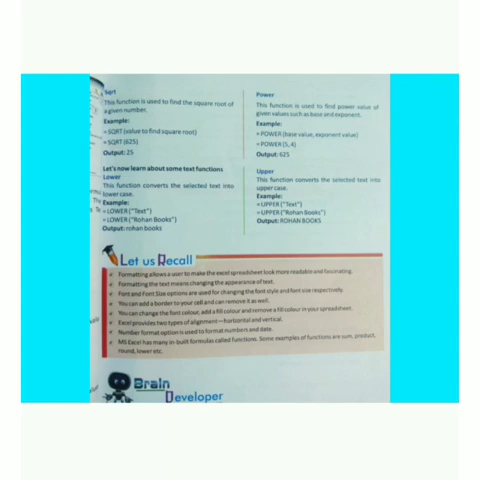 Sqrt
This function is used to find the square root of
a given number.
Example:
= SQRT (value to find square root)
= SQRT (625)
Output: 25
Power
This function is used to find power value of
given values such as base and exponent.
Example:
= POWER (base value, exponent value)
= POWER (5, 4)
Output: 625
Let's now learn about some text functions
Lower
This function converts the selected text into
lower case.
Example:
= LOWER ("Text")
= LOWER ("Rohan Books")
Output: rohan books
Upper
This function converts the selected text into
upper case.
Example:
= UPPER ("Text")
= UPPER ("Rohan Books")
Output: ROHAN BOOKS
Let us Recall
Formatting allows a user to make the excel spreadsheet look more readable and fascinating.
Formatting the text means changing the appearance of text.
Font and Font Size options are used for changing the font style and font size respectively.
You can add a border to your cell and can remove it as well.
You can change the font colour, add a fill colour and remove a fill colour in your spreadsheet.
Excel provides two types of alignment—horizontal and vertical.
Number format option is used to format numbers and date.
MS Excel has many in-built formulas called functions. Some examples of functions are sum, product,
round, lower etc.
Brain
Developer